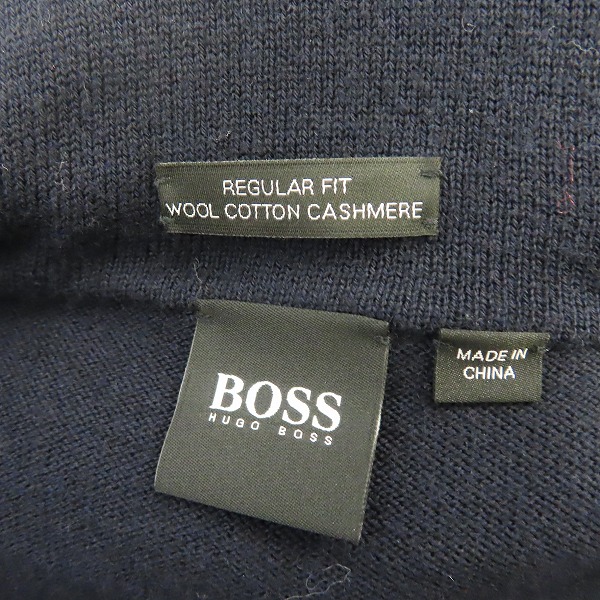 REGULAR FIT
WOOL COTTON CASHMERE
BOSS
HUGO BOSS
MADE IN
CHINA